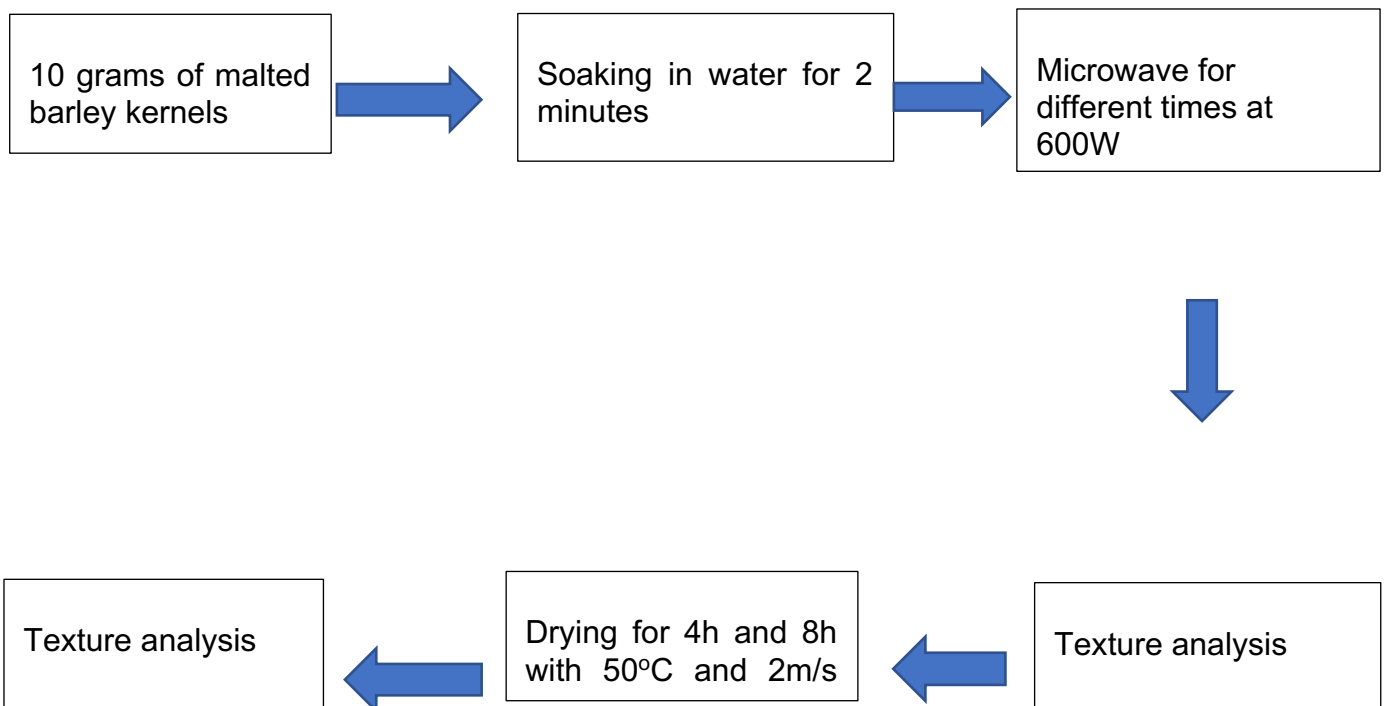 10 grams of malted
barley kernels
Soaking in water for 2
minutes
Microwave for
different times at
600W
Texture analysis
Drying for 4h and 8h
with 50°C and 2m/s
Texture analysis